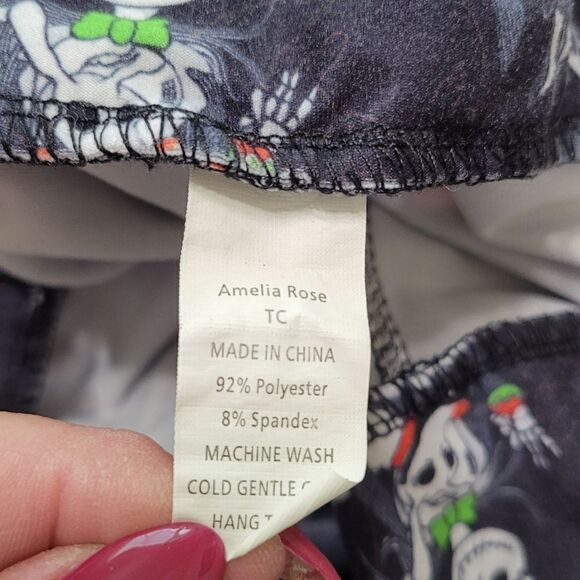 Amelia Rose
TC
MADE IN CHINA
92% Polyester
8% Spandex
MACHINE WASH
COLD GENTLE
HANG